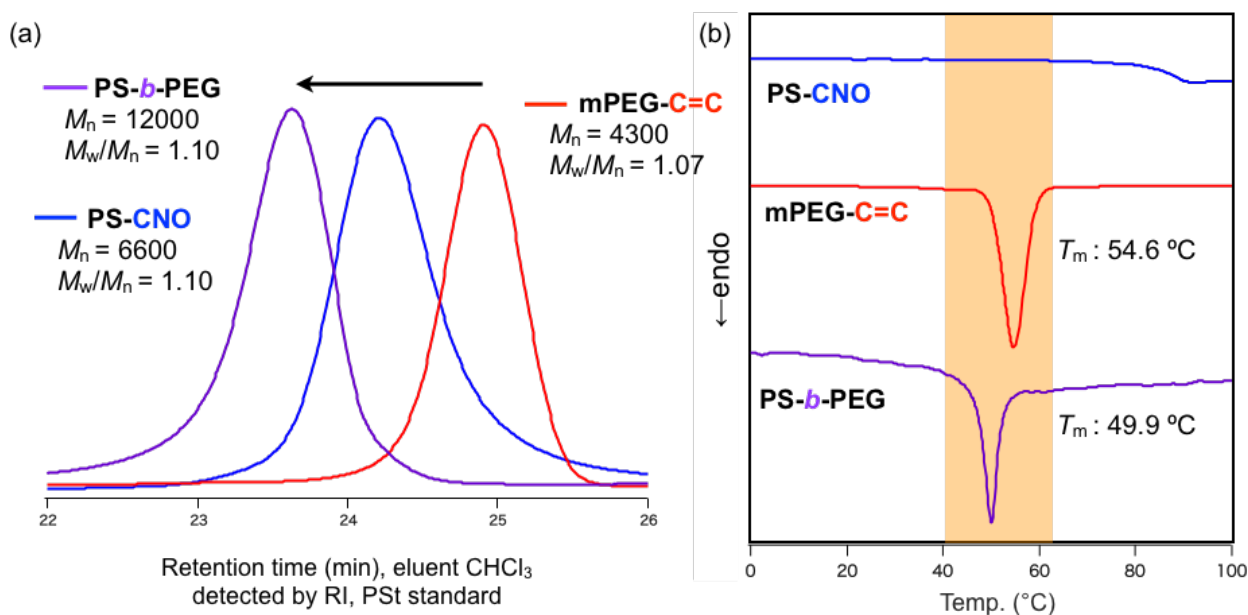 (a)
PS-b-PEG
Mn = 12000
Mw/Mn = 1.10
PS-CNO
Mn = 6600
Mw/Mn = 1.10
mPEG-C=C
Mn = 4300
Mw/Mn = 1.07
22 23 24 25 26
Retention time (min), eluent CHCl3
detected by RI, PSt standard
(b)
PS-CNO
mPEG-C=C
Tm : 54.6 ºC
PS-b-PEG
Tm : 49.9 ºC
←endo
0 20 40 60 80 100
Temp. (°C)